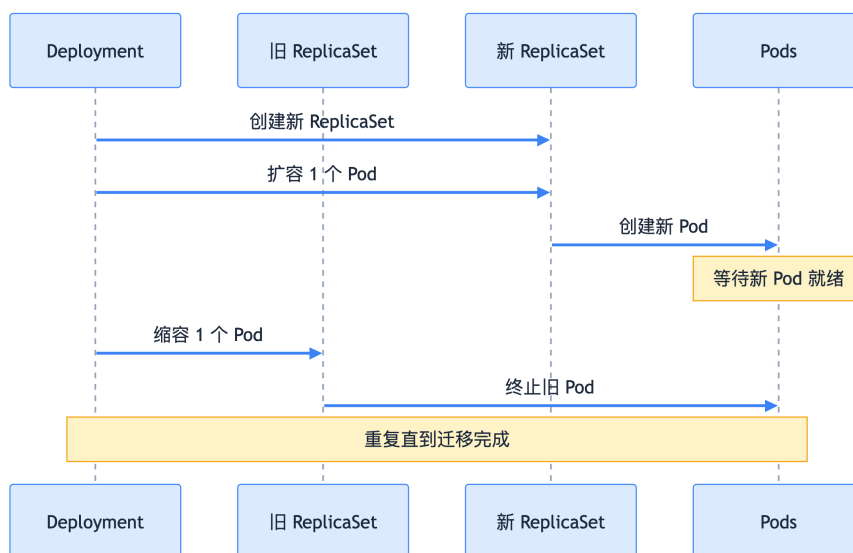 Deployment
旧 ReplicaSet
新 ReplicaSet
Pods
创建新 ReplicaSet
扩容 1 个 Pod
创建新 Pod
等待新 Pod 就绪
缩容 1 个 Pod
终止旧 Pod
重复直到迁移完成
Deployment
旧 ReplicaSet
新 ReplicaSet
Pods